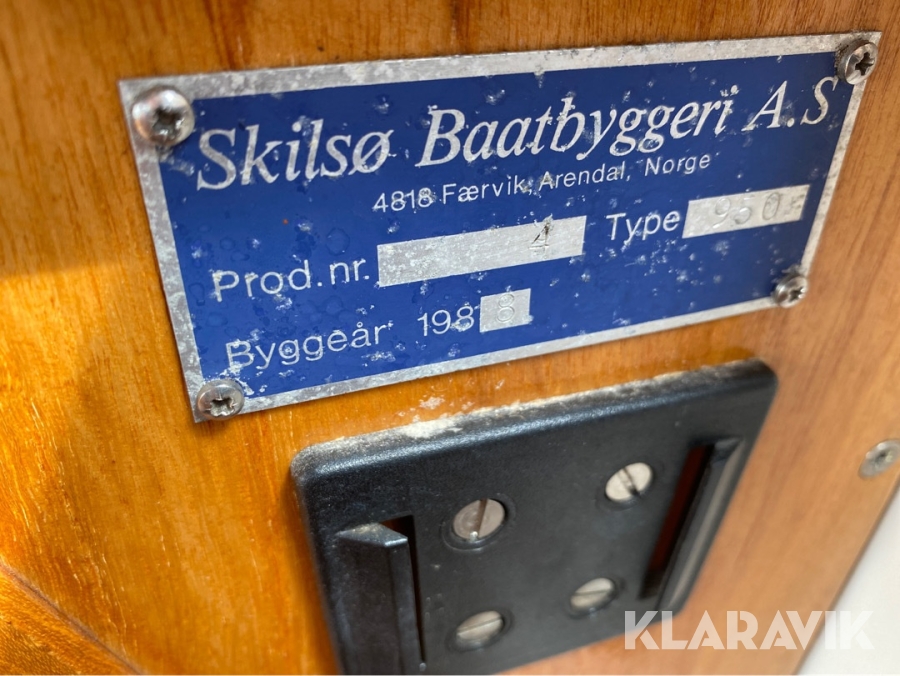 Skilsø Baatbyggeri A.S
4818 Færvik, Arendal, Norge
Prod.nr. 4 Type 950
Byggeår 1988
KLARAVIK